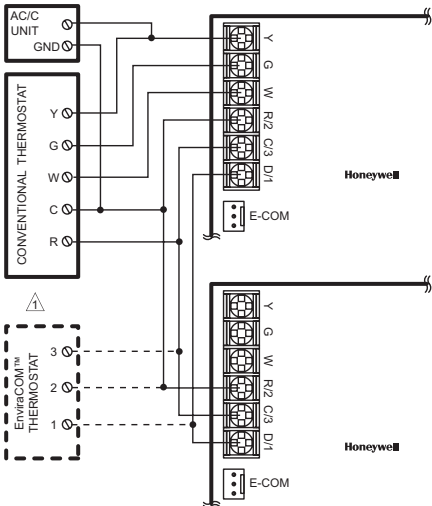 AC/C
UNIT
GND
CONVENTIONAL THERMOSTAT
Y
G
W
C
R
1
EnviraCOM™
THERMOSTAT
3
2
1
Y
G
W
R/2
C/3
D/1
Honeywell
E-COM
Y
G
W
R/2
C/3
D/1
Honeywell
E-COM